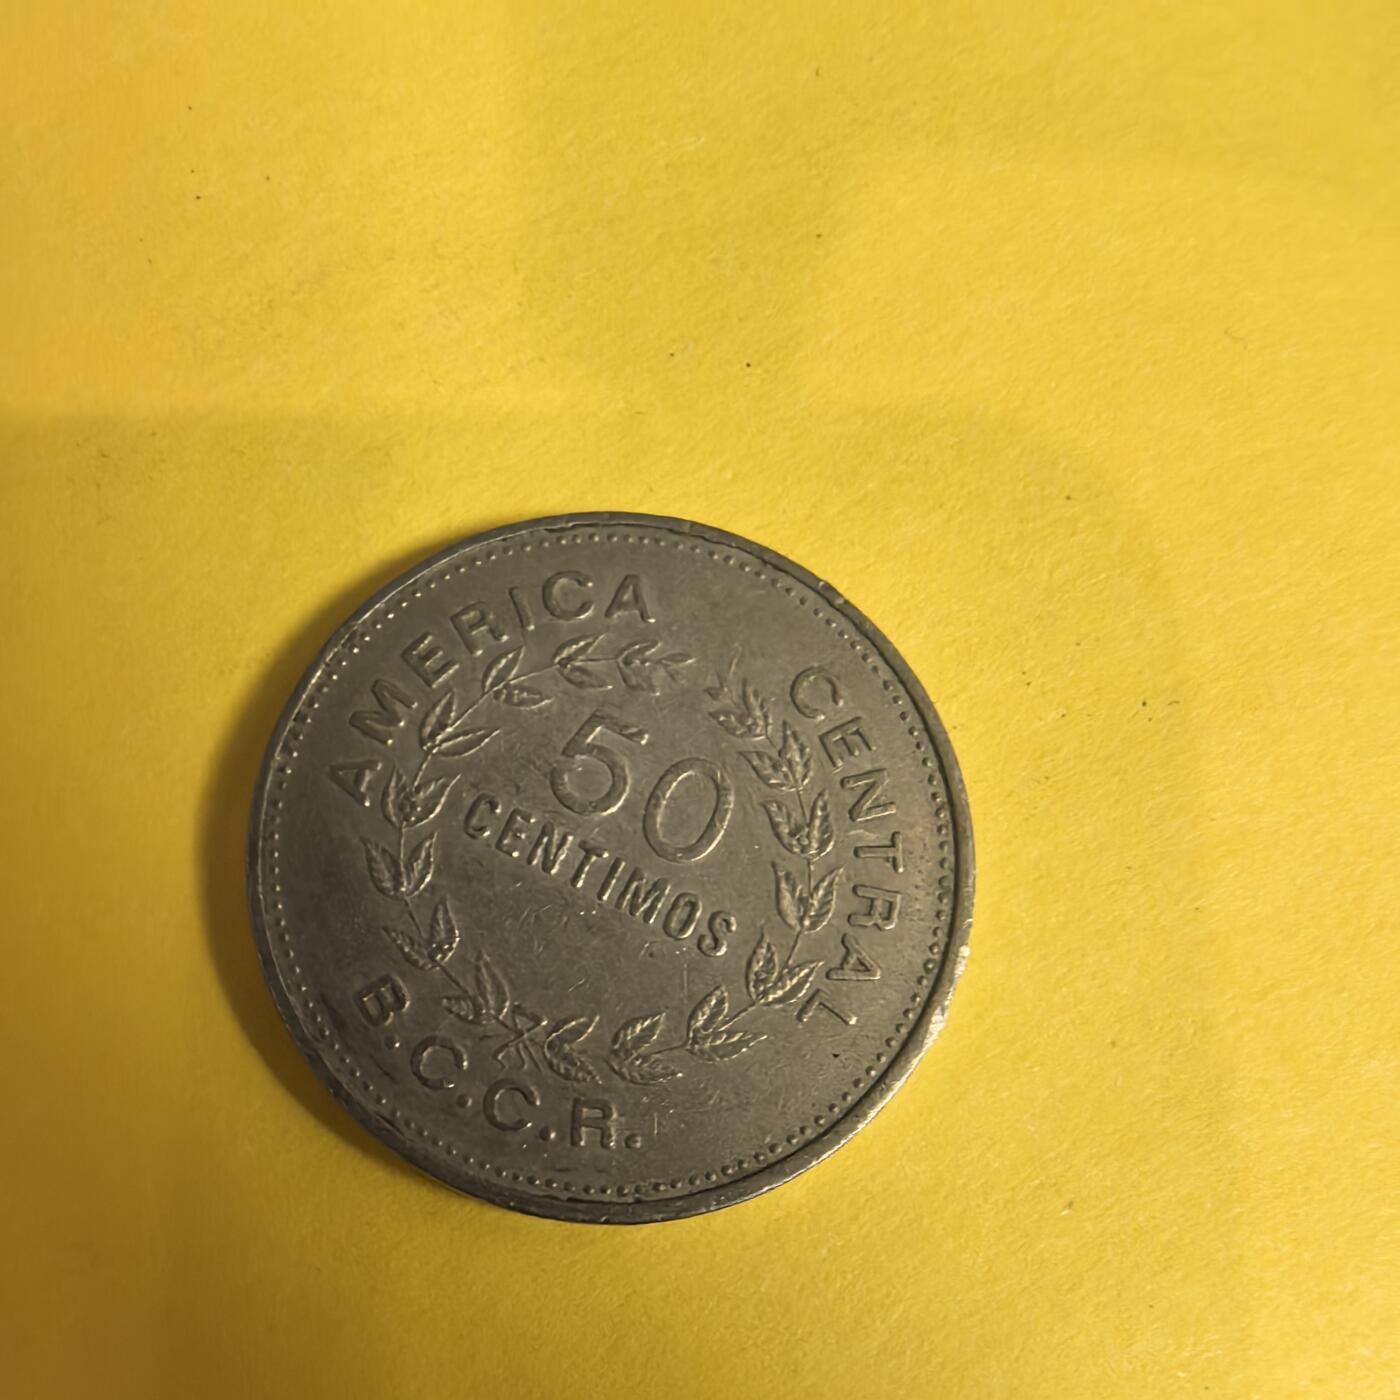 AMERICA CENTRAL
50
CENTIMOS
B.C.C.R.